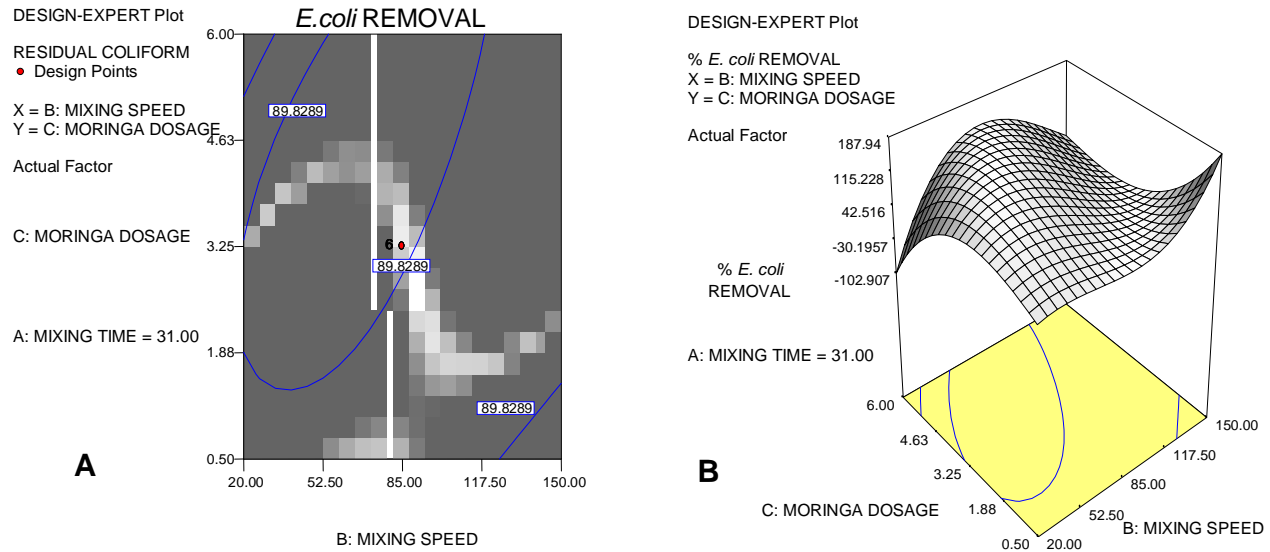 DESIGN-EXPERT Plot
RESIDUAL COLIFORM
Design Points
X = B: MIXING SPEED
Y = C: MORINGA DOSAGE
Actual Factor
C: MORINGA DOSAGE
A: MIXING TIME = 31.00
A
E.coli REMOVAL
6.00
4.63
3.25
1.88
0.50
89.8289
6
89.8289
89.8289
20.00 52.50 85.00 117.50 150.00
B: MIXING SPEED
DESIGN-EXPERT Plot
% E. coli REMOVAL
X = B: MIXING SPEED
Y = C: MORINGA DOSAGE
Actual Factor
A: MIXING TIME = 31.00
B
187.94
115.228
42.516
-30.1957
-102.907
% E. coli
REMOVAL
6.00
4.63
3.25
1.88
0.50
C: MORINGA DOSAGE
150.00
117.50
85.00
52.50
20.00
B: MIXING SPEED